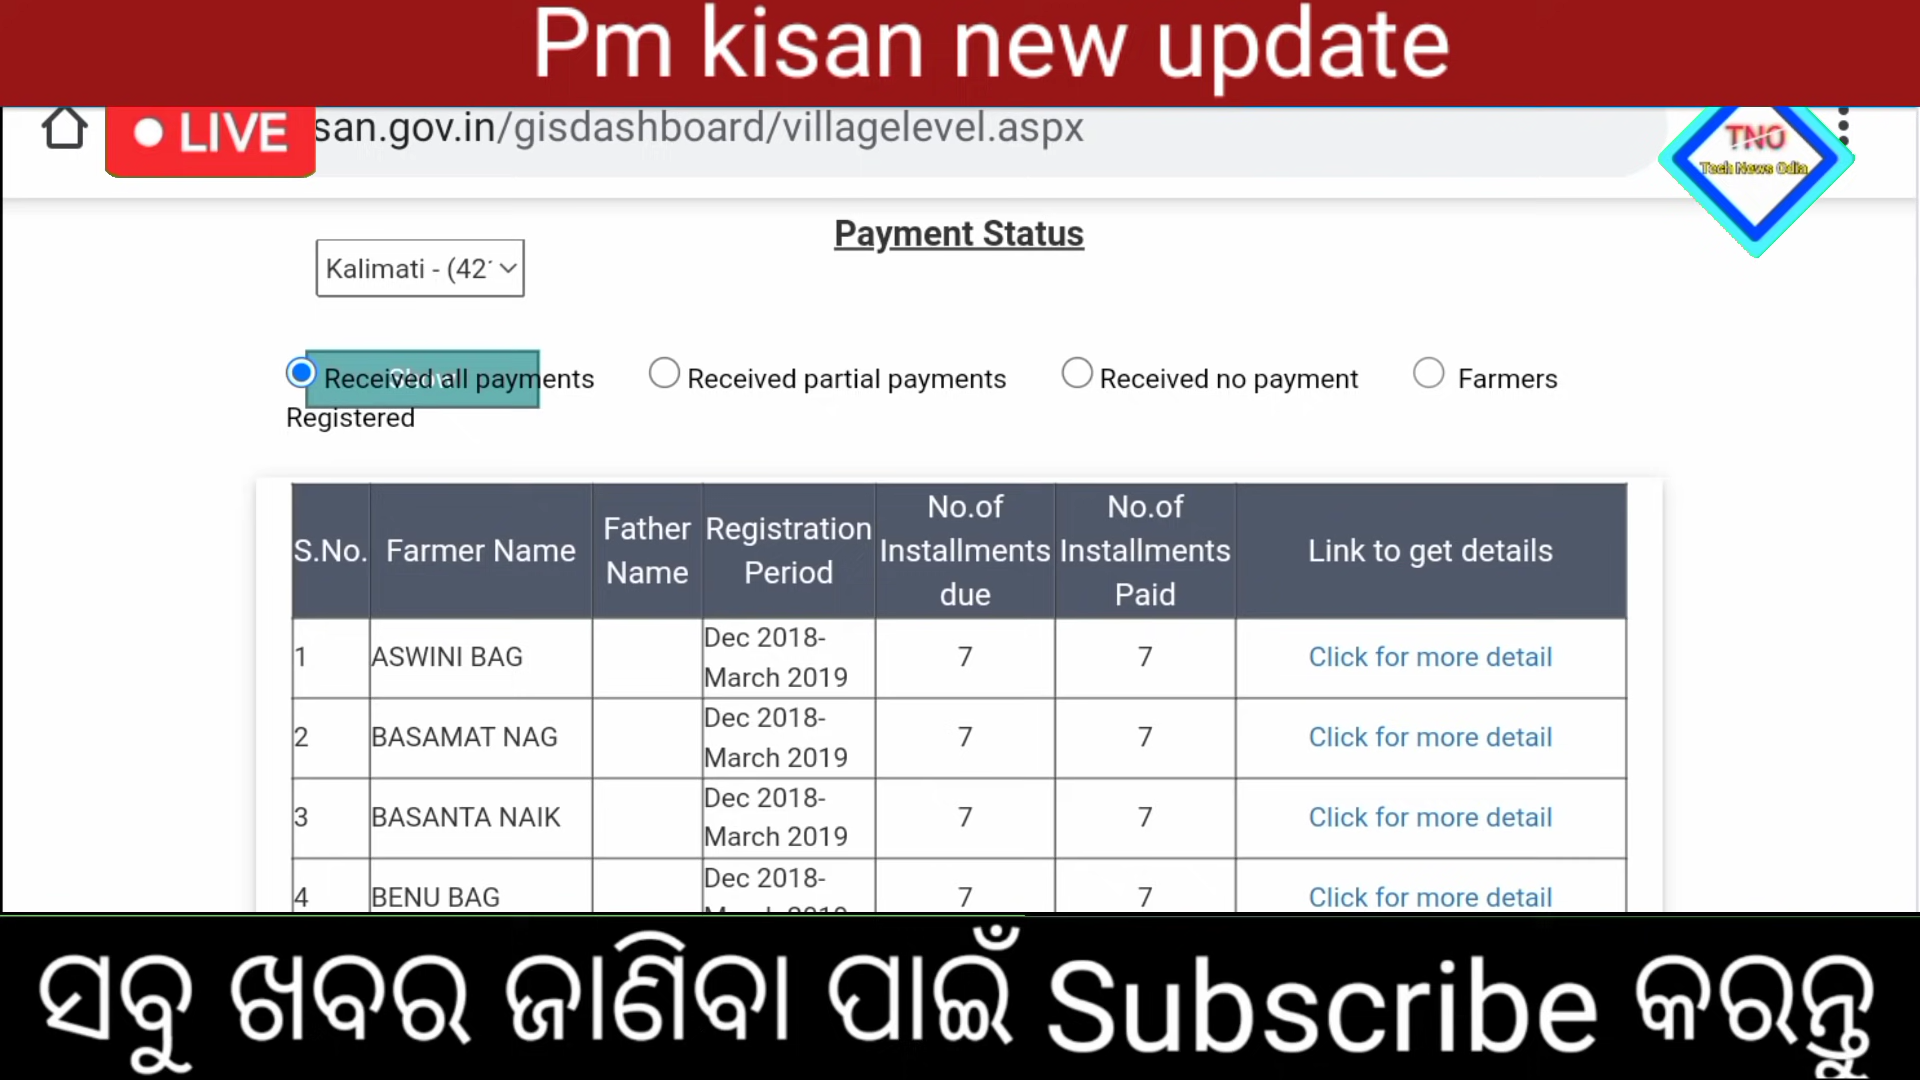 Pm kisan new update
LIVE
san.gov.in/gisdashboard/villagelevel.aspx
TNO
Tech News Odia
Payment Status
Kalimati - (42
Received all payments Received partial payments Received no payment Farmers
Registered
S.No. Farmer Name Father Name Registration Period No.of Installments due No.of Installments Paid Link to get details
1 ASWINI BAG Dec 2018-March 2019 7 7 Click for more detail
2 BASAMAT NAG Dec 2018-March 2019 7 7 Click for more detail
3 BASANTA NAIK Dec 2018-March 2019 7 7 Click for more detail
4 BENU BAG Dec 2018- 7 7 Click for more detail
ସବୁ ଖବର ଜାଣିବା ପାଇଁ Subscribe କରନ୍ତୁ